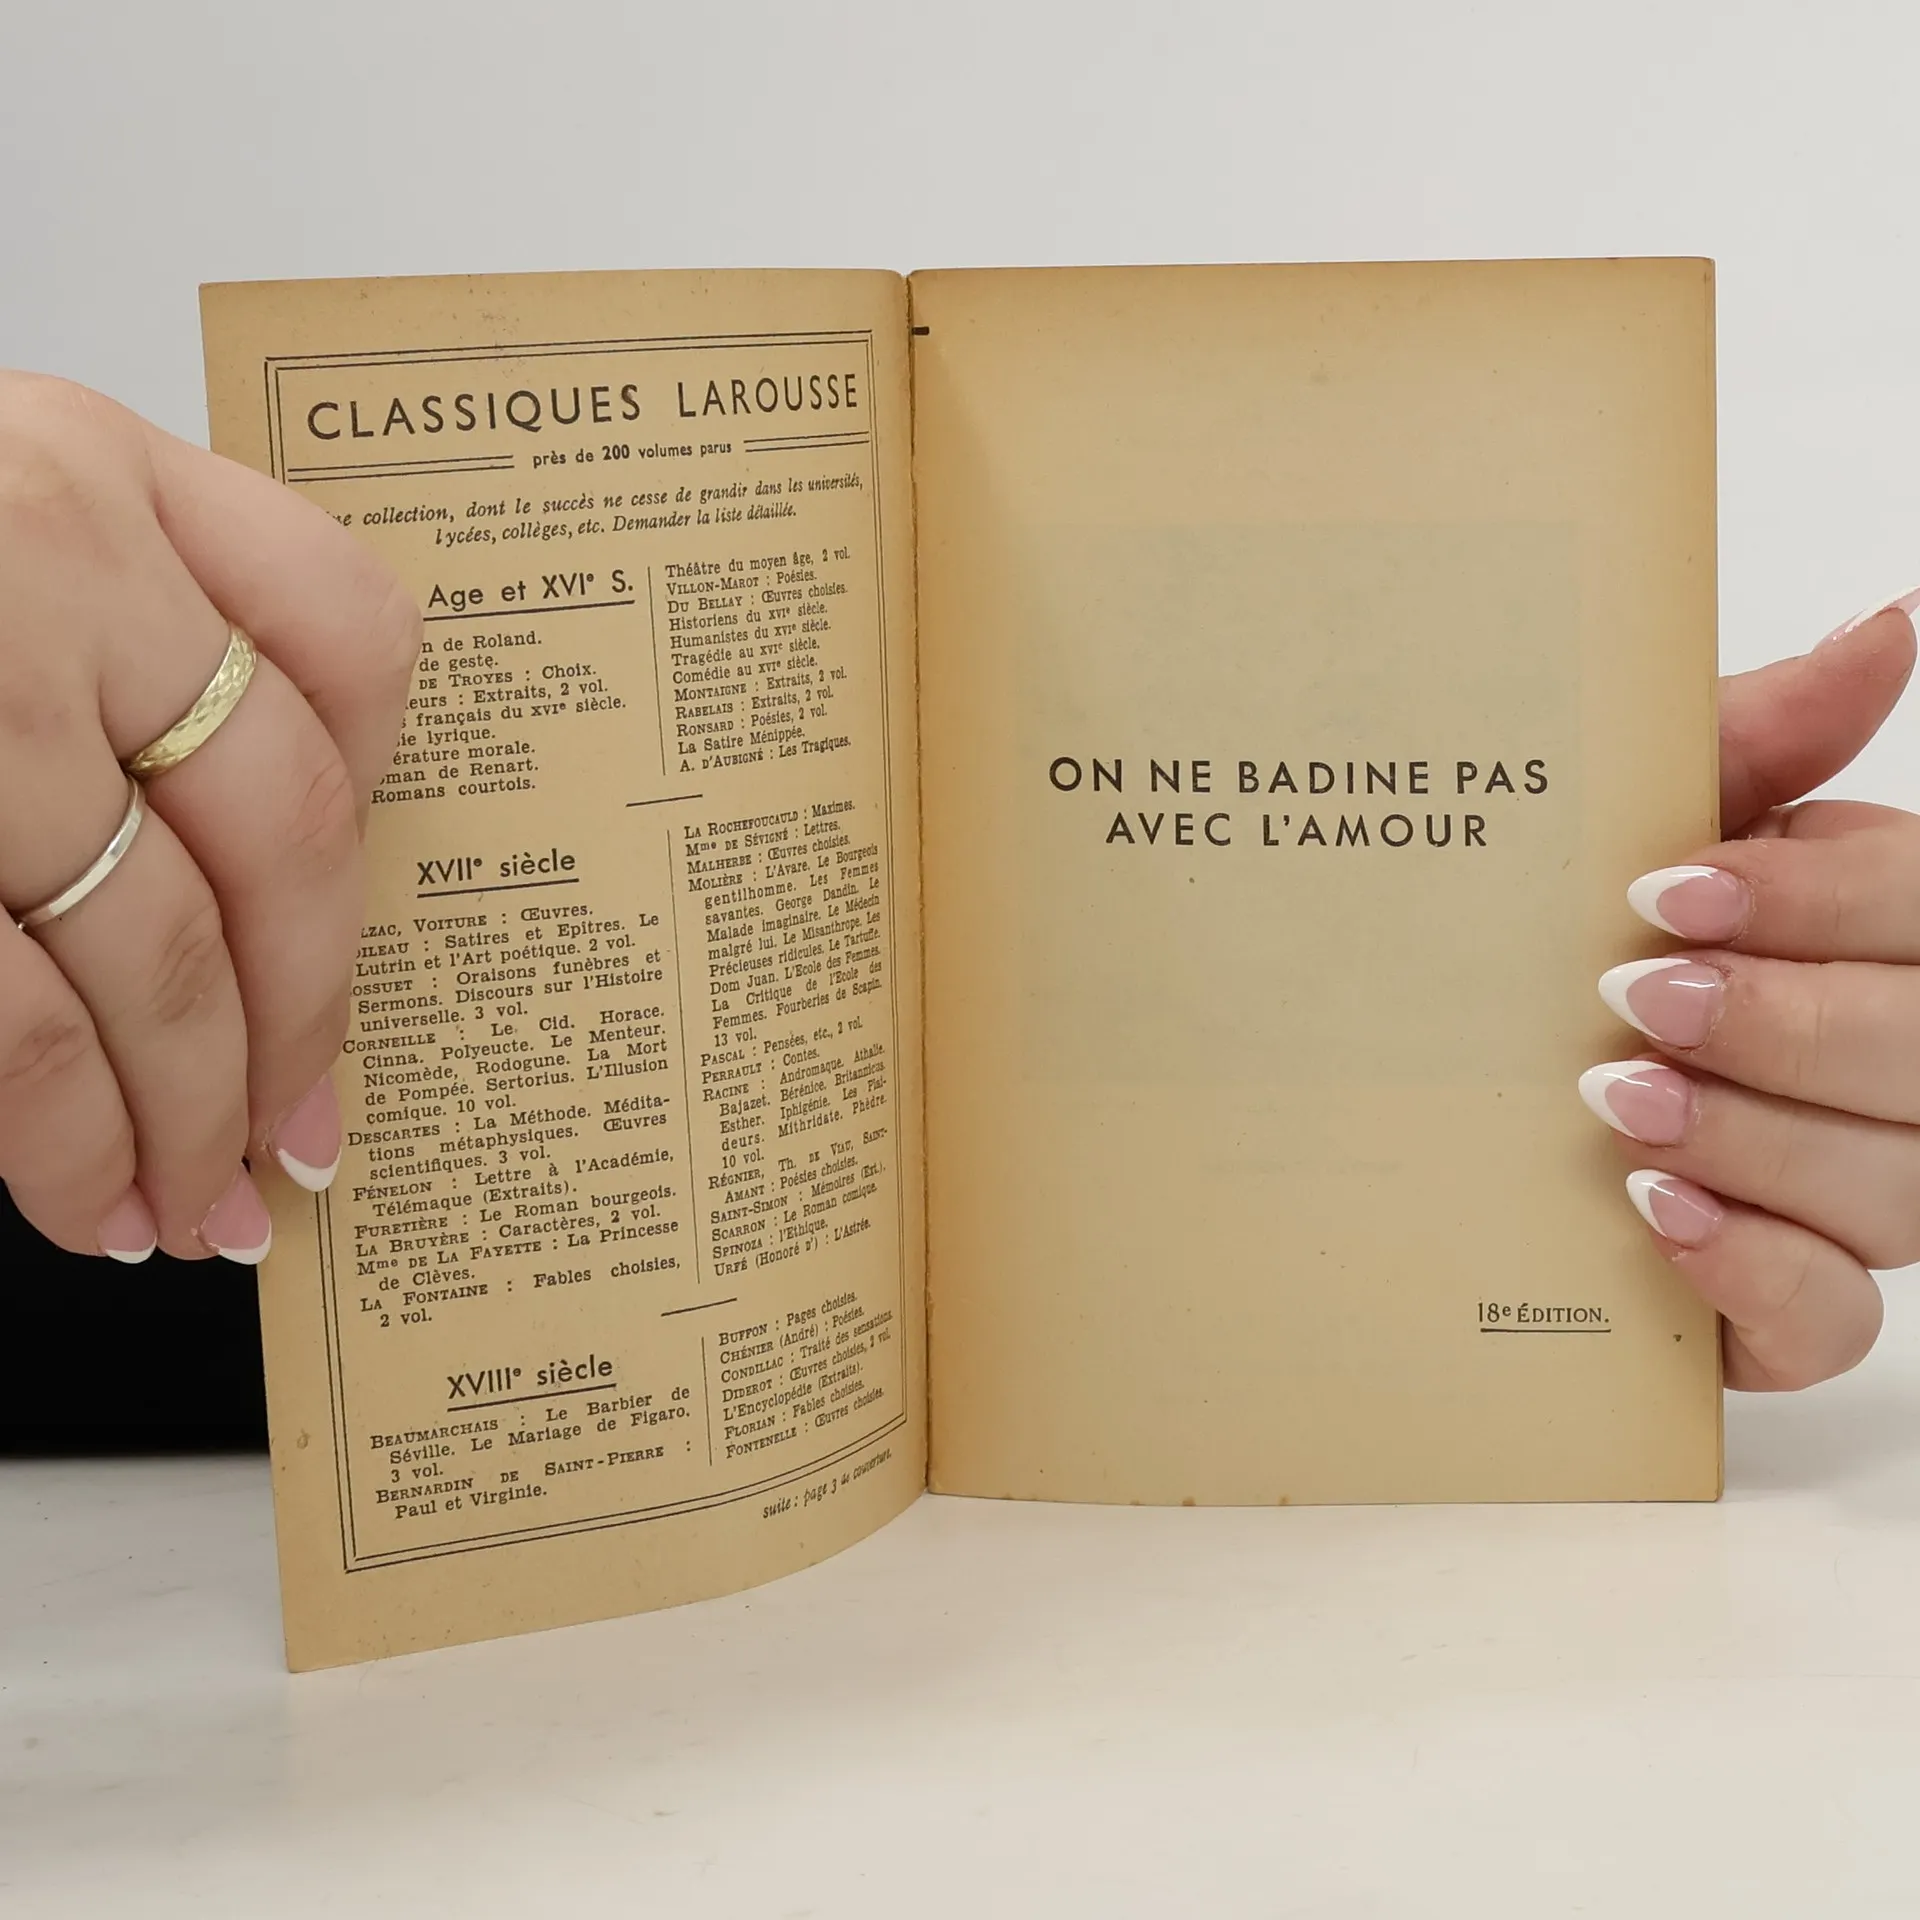 CLASSIQUES LAROUSSE
près de 200 volumes parus
collection, dont le succès ne cesse de grandir dans les universités,
lycées, collèges, etc. Demander la liste détaillée.
Age et XVIe S.
de Roland.
de geste.
DE TROYES : Choix.
: Extraits, 2 vol.
français du XVIe siècle.
lyrique.
morale.
de Renart.
Romans courtois.
Théâtre du moyen âge, 2 vol.
VILLON-MAROT : Poésies.
DU BELLAY : Œuvres choisies.
Historiens du XVIe siècle.
Humanistes du XVIe siècle.
Tragédie au XVIe siècle.
Comédie au XVIe siècle.
MONTAIGNE : Extraits, 2 vol.
RABELAIS : Extraits, 2 vol.
RONSARD : Poésies, 2 vol.
La Satire Ménippée.
A. D'AUBIGNÉ : Les Tragiques.
XVIIe siècle
VOITURE : Œuvres.
: Satires et Epîtres. Le
Lutrin et l'Art poétique. 2 vol.
: Oraisons funèbres et
Sermons. Discours sur l'Histoire
universelle. 3 vol.
CORNEILLE : Le Cid. Horace.
Cinna. Polyeucte. Le Menteur.
Nicomède, Rodogune. La Mort
de Pompée. Sertorius. L'Illusion
comique. 10 vol.
DESCARTES : La Méthode. Médita-
tions métaphysiques. Œuvres
scientifiques. 3 vol.
FÉNELON : Lettre à l'Académie,
Télémaque (Extraits).
FURETIÈRE : Le Roman bourgeois.
LA BRUYÈRE : Caractères, 2 vol.
Mme DE LA FAYETTE : La Princesse
de Clèves.
LA FONTAINE : Fables choisies,
2 vol.
LA ROCHEFOUCAULD : Maximes.
Mme DE SÉVIGNÉ : Lettres.
MALHERBE : Œuvres choisies.
MOLIÈRE : L'Avare. Le Bourgeois
gentilhomme. Les Femmes
savantes. George Dandin. Le
Malade imaginaire. Le Médecin
malgré lui. Le Misanthrope. Les
Précieuses ridicules. Le Tartuffe.
Dom Juan. L'Ecole des Femmes.
La Critique de l'Ecole des
Femmes. Fourberies de Scapin.
13 vol.
PASCAL : Pensées, etc., 2 vol.
PERRAULT : Contes.
RACINE : Andromaque. Athalie.
Bajazet. Bérénice. Britannicus.
Esther. Iphigénie. Les Plai-
deurs. Mithridate. Phèdre.
10 vol.
RÉGNIER, TH. DE VIAU, SAINT-
AMANT : Poésies choisies.
SAINT-SIMON : Mémoires (Ext.).
SCARRON : Le Roman comique.
SPINOZA : l'Ethique.
URFÉ (Honoré D') : L'Astrée.
XVIIIe siècle
BEAUMARCHAIS : Le Barbier de
Séville. Le Mariage de Figaro.
3 vol.
BERNARDIN DE SAINT-PIERRE :
Paul et Virginie.
BUFFON : Pages choisies.
CHÉNIER (André) : Poésies.
CONDILLAC : Traité des sensations.
DIDEROT : Œuvres choisies, 2 vol.
L'Encyclopédie (Extraits).
FLORIAN : Fables choisies.
FONTENELLE : Œuvres choisies.
suite : page 3 de couverture.
ON NE BADINE PAS
AVEC L'AMOUR
18e ÉDITION.